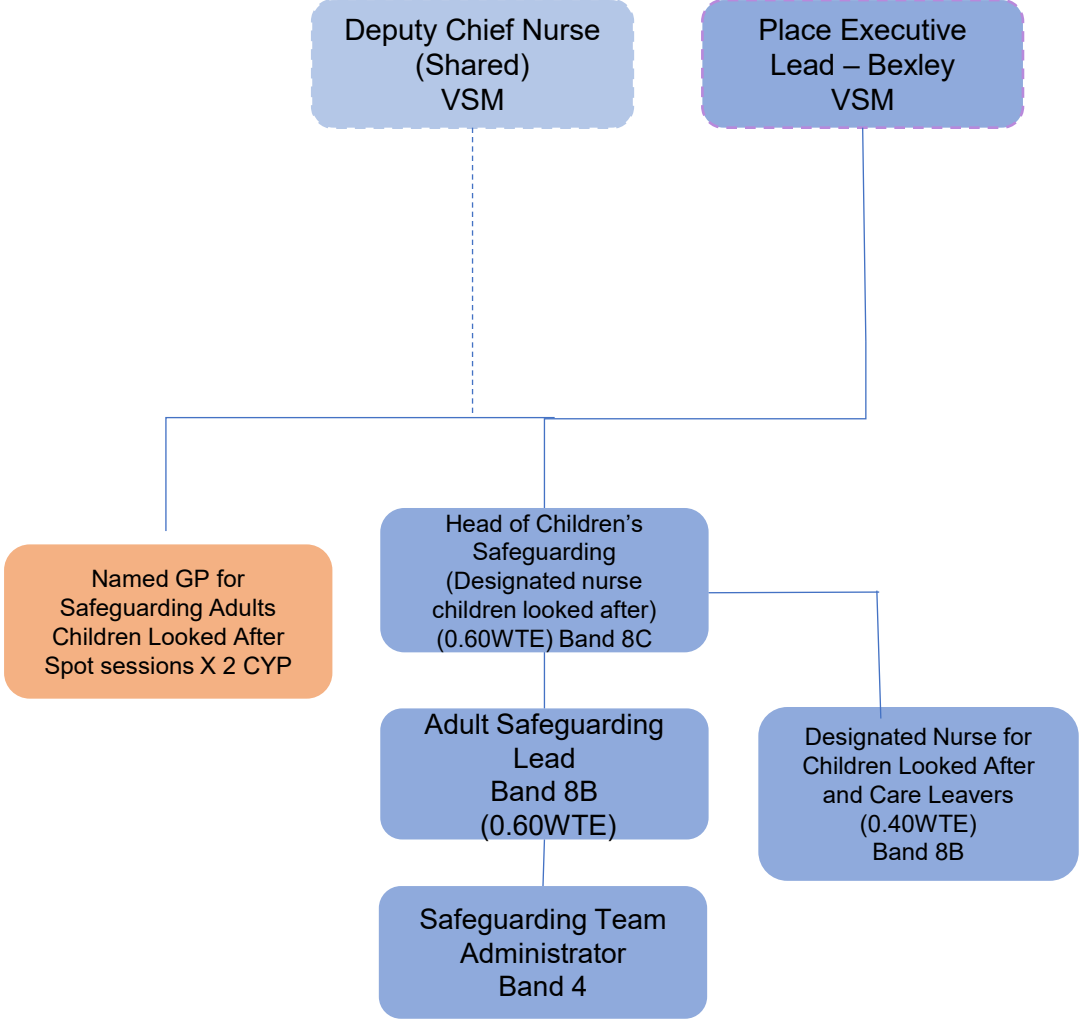 Deputy Chief Nurse
(Shared)
VSM
Place Executive
Lead – Bexley
VSM
Named GP for
Safeguarding Adults
Children Looked After
Spot sessions X 2 CYP
Head of Children’s
Safeguarding
(Designated nurse
children looked after)
(0.60WTE) Band 8C
Adult Safeguarding
Lead
Band 8B
(0.60WTE)
Designated Nurse for
Children Looked After
and Care Leavers
(0.40WTE)
Band 8B
Safeguarding Team
Administrator
Band 4